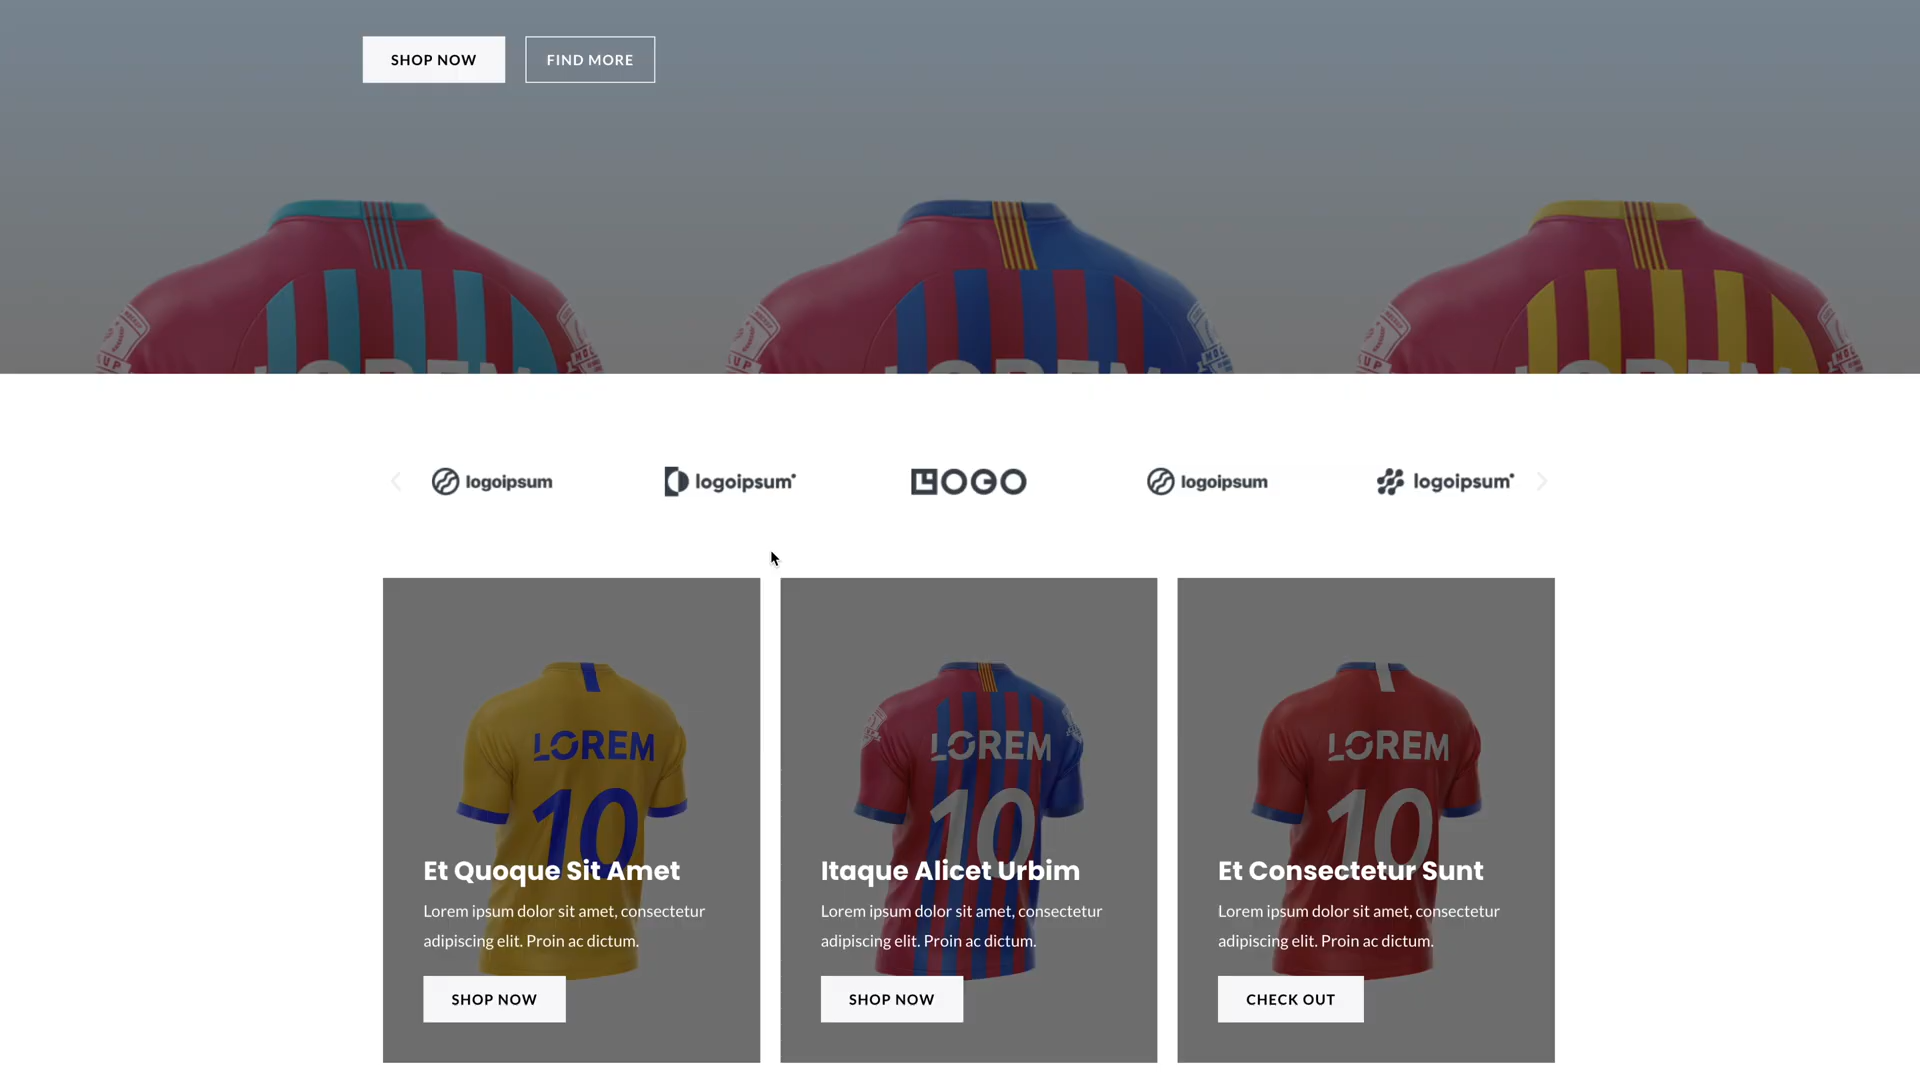 SHOP NOW FIND MORE
LOREM LOREM LOREM
logoipsum logoipsum LOGO logoipsum logoipsum
LOREM
10
Et Quoque Sit Amet
Lorem ipsum dolor sit amet, consectetur
adipiscing elit. Proin ac dictum.
SHOP NOW
LOREM
10
Itaque Alicet Urbim
Lorem ipsum dolor sit amet, consectetur
adipiscing elit. Proin ac dictum.
SHOP NOW
LOREM
10
Et Consectetur Sunt
Lorem ipsum dolor sit amet, consectetur
adipiscing elit. Proin ac dictum.
CHECK OUT